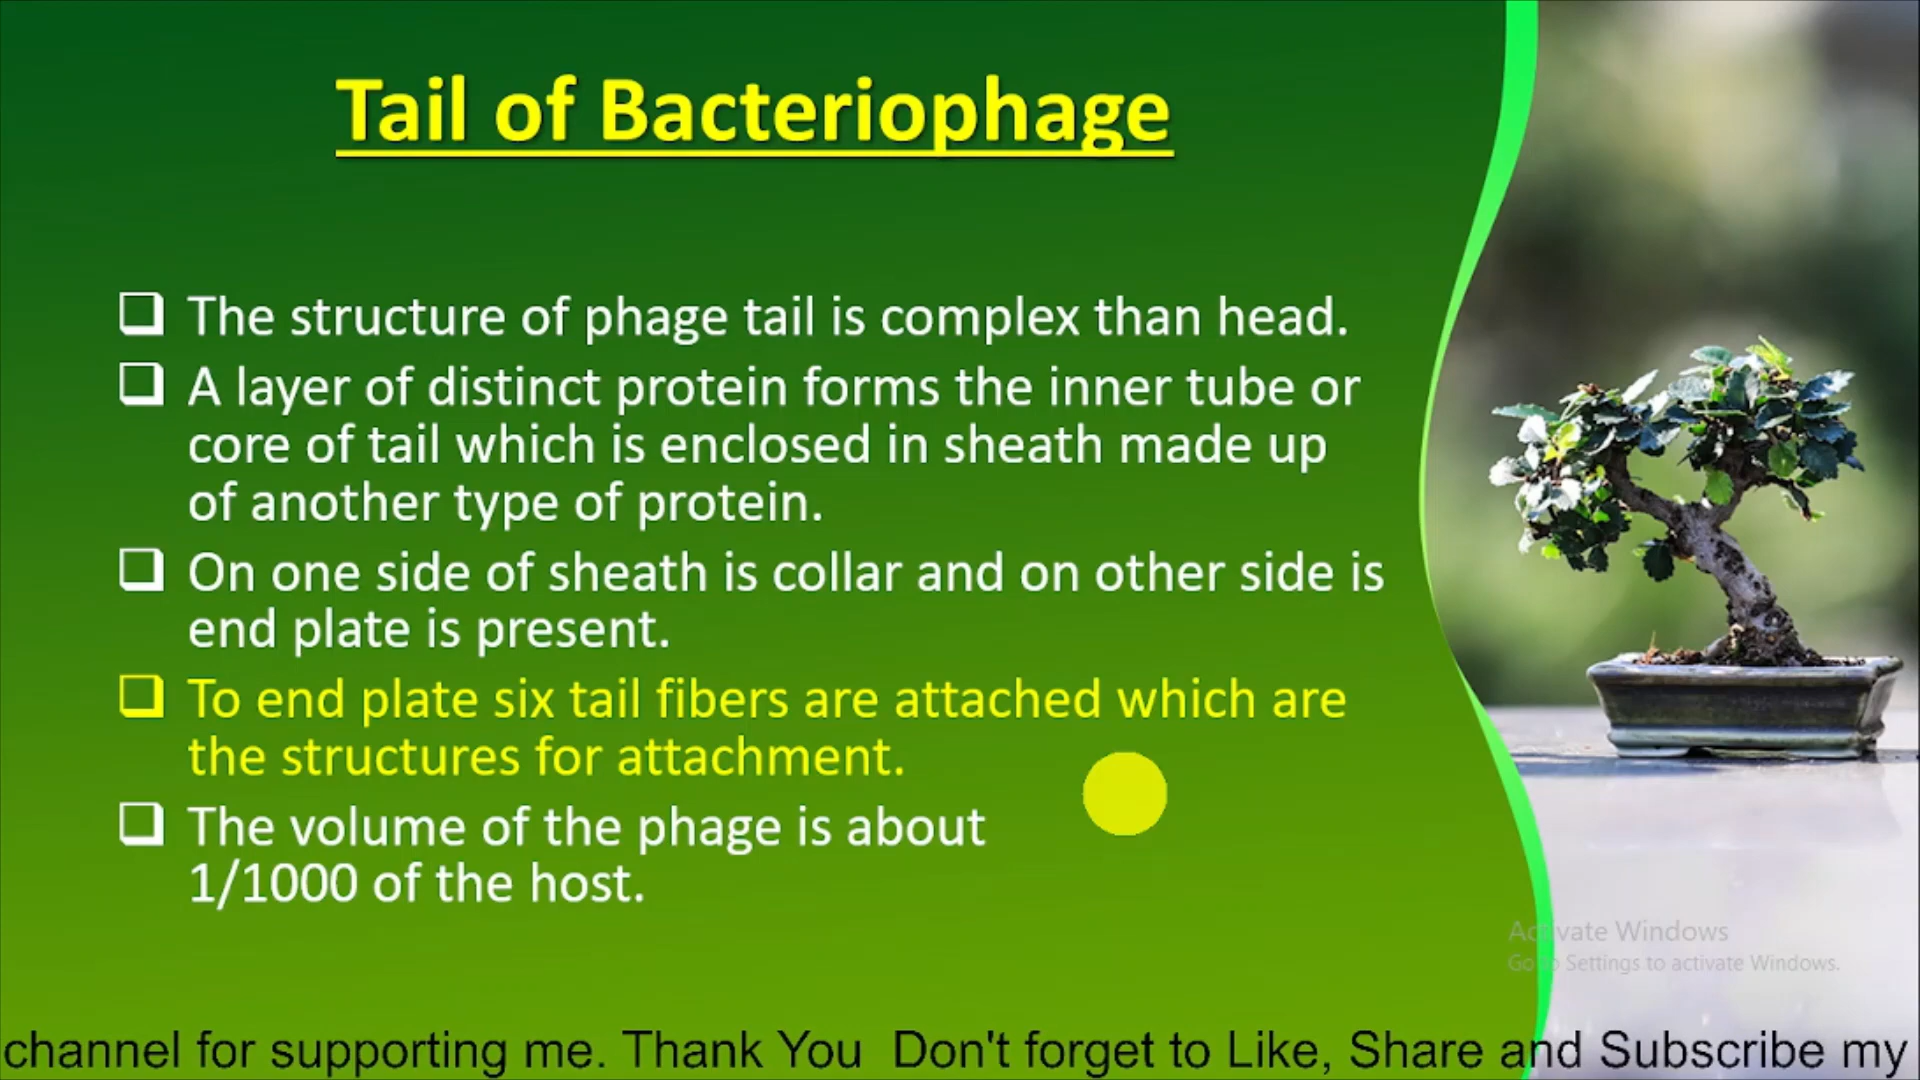 Tail of Bacteriophage
The structure of phage tail is complex than head.
A layer of distinct protein forms the inner tube or
core of tail which is enclosed in sheath made up
of another type of protein.
On one side of sheath is collar and on other side is
end plate is present.
To end plate six tail fibers are attached which are
the structures for attachment.
The volume of the phage is about
1/1000 of the host.
Activate Windows
Go to Settings to activate Windows.
channel for supporting me. Thank You  Don't forget to Like, Share and Subscribe my